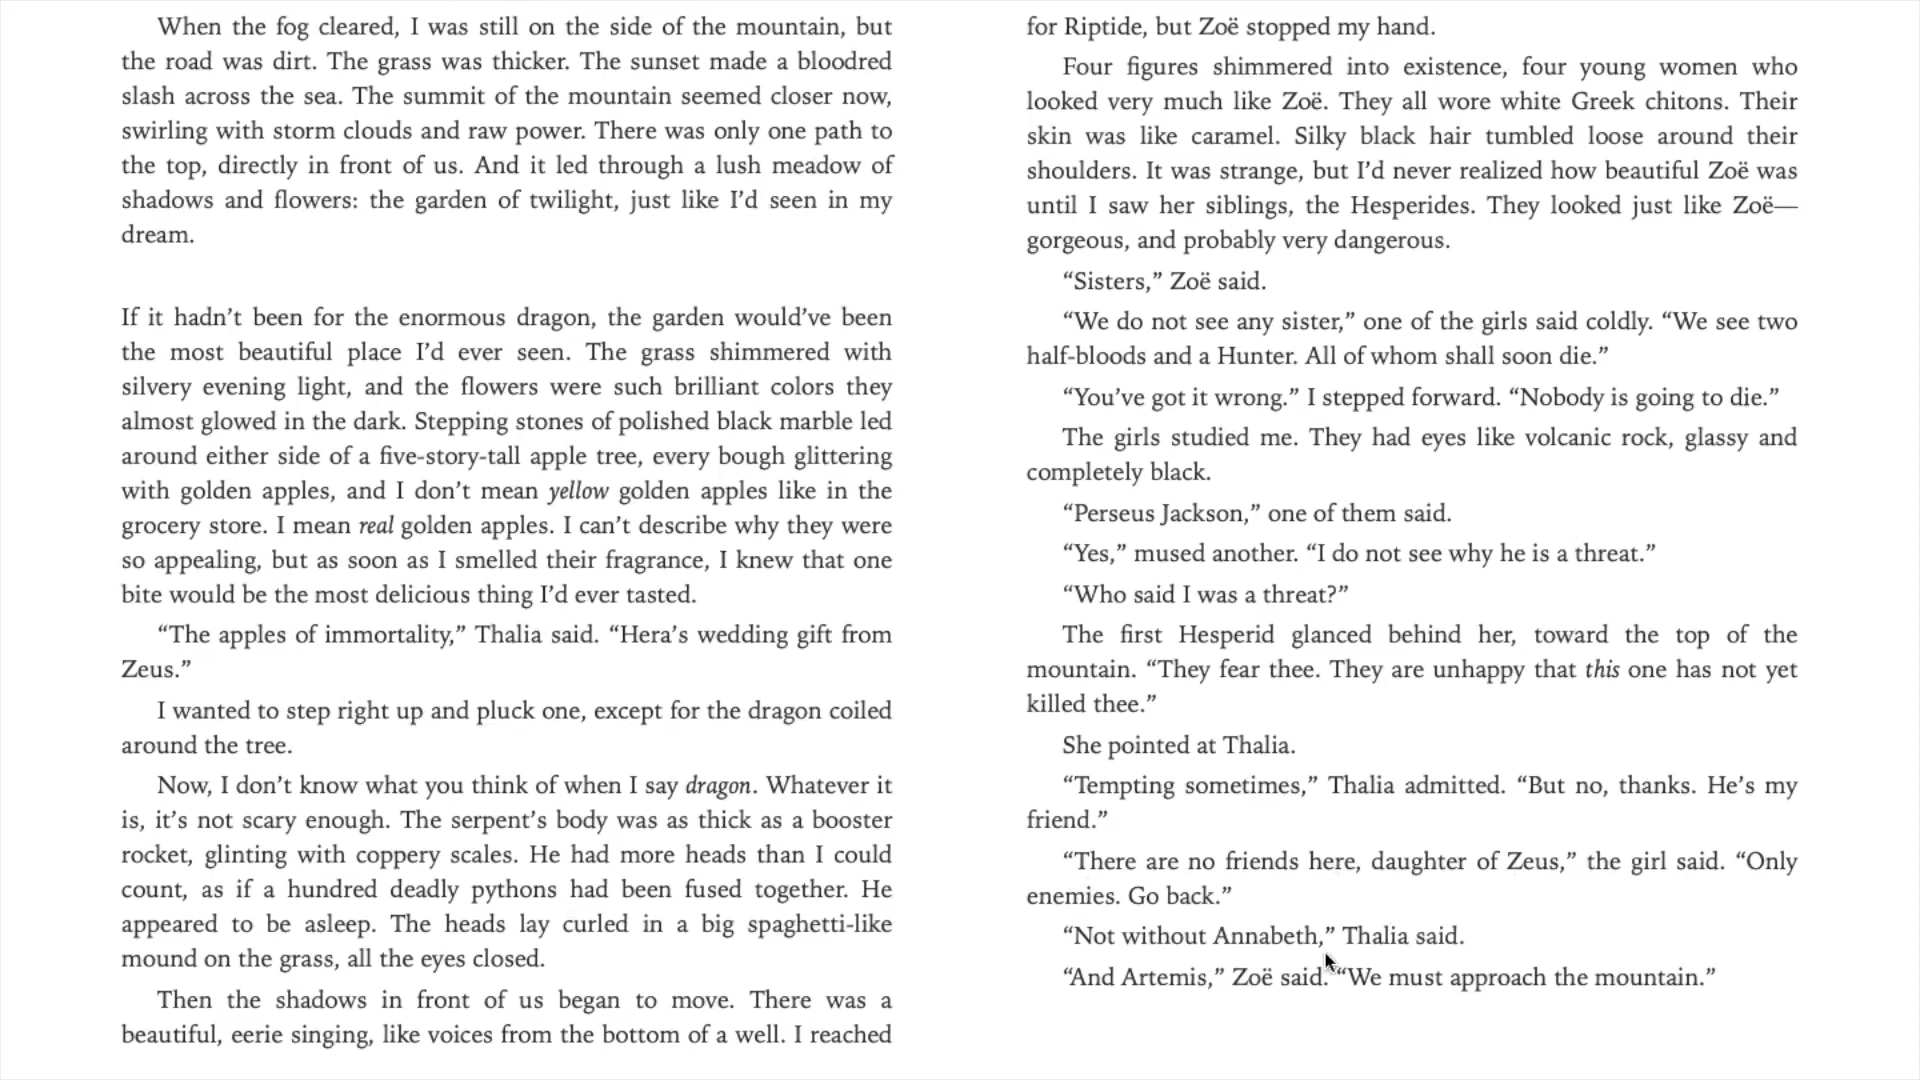 When the fog cleared, I was still on the side of the mountain, but
the road was dirt. The grass was thicker. The sunset made a bloodred
slash across the sea. The summit of the mountain seemed closer now,
swirling with storm clouds and raw power. There was only one path to
the top, directly in front of us. And it led through a lush meadow of
shadows and flowers: the garden of twilight, just like I’d seen in my
dream.
If it hadn’t been for the enormous dragon, the garden would’ve been
the most beautiful place I’d ever seen. The grass shimmered with
silvery evening light, and the flowers were such brilliant colors they
almost glowed in the dark. Stepping stones of polished black marble led
around either side of a five-story-tall apple tree, every bough glittering
with golden apples, and I don’t mean yellow golden apples like in the
grocery store. I mean real golden apples. I can’t describe why they were
so appealing, but as soon as I smelled their fragrance, I knew that one
bite would be the most delicious thing I’d ever tasted.
“The apples of immortality,” Thalia said. “Hera’s wedding gift from
Zeus.”
I wanted to step right up and pluck one, except for the dragon coiled
around the tree.
Now, I don’t know what you think of when I say dragon. Whatever it
is, it’s not scary enough. The serpent’s body was as thick as a booster
rocket, glinting with coppery scales. He had more heads than I could
count, as if a hundred deadly pythons had been fused together. He
appeared to be asleep. The heads lay curled in a big spaghetti-like
mound on the grass, all the eyes closed.
Then the shadows in front of us began to move. There was a
beautiful, eerie singing, like voices from the bottom of a well. I reached
for Riptide, but Zoë stopped my hand.
Four figures shimmered into existence, four young women who
looked very much like Zoë. They all wore white Greek chitons. Their
skin was like caramel. Silky black hair tumbled loose around their
shoulders. It was strange, but I’d never realized how beautiful Zoë was
until I saw her siblings, the Hesperides. They looked just like Zoë—
gorgeous, and probably very dangerous.
“Sisters,” Zoë said.
“We do not see any sister,” one of the girls said coldly. “We see two
half-bloods and a Hunter. All of whom shall soon die.”
“You’ve got it wrong.” I stepped forward. “Nobody is going to die.”
The girls studied me. They had eyes like volcanic rock, glassy and
completely black.
“Perseus Jackson,” one of them said.
“Yes,” mused another. “I do not see why he is a threat.”
“Who said I was a threat?”
The first Hesperid glanced behind her, toward the top of the
mountain. “They fear thee. They are unhappy that this one has not yet
killed thee.”
She pointed at Thalia.
“Tempting sometimes,” Thalia admitted. “But no, thanks. He’s my
friend.”
“There are no friends here, daughter of Zeus,” the girl said. “Only
enemies. Go back.”
“Not without Annabeth,” Thalia said.
“And Artemis,” Zoë said. “We must approach the mountain.”